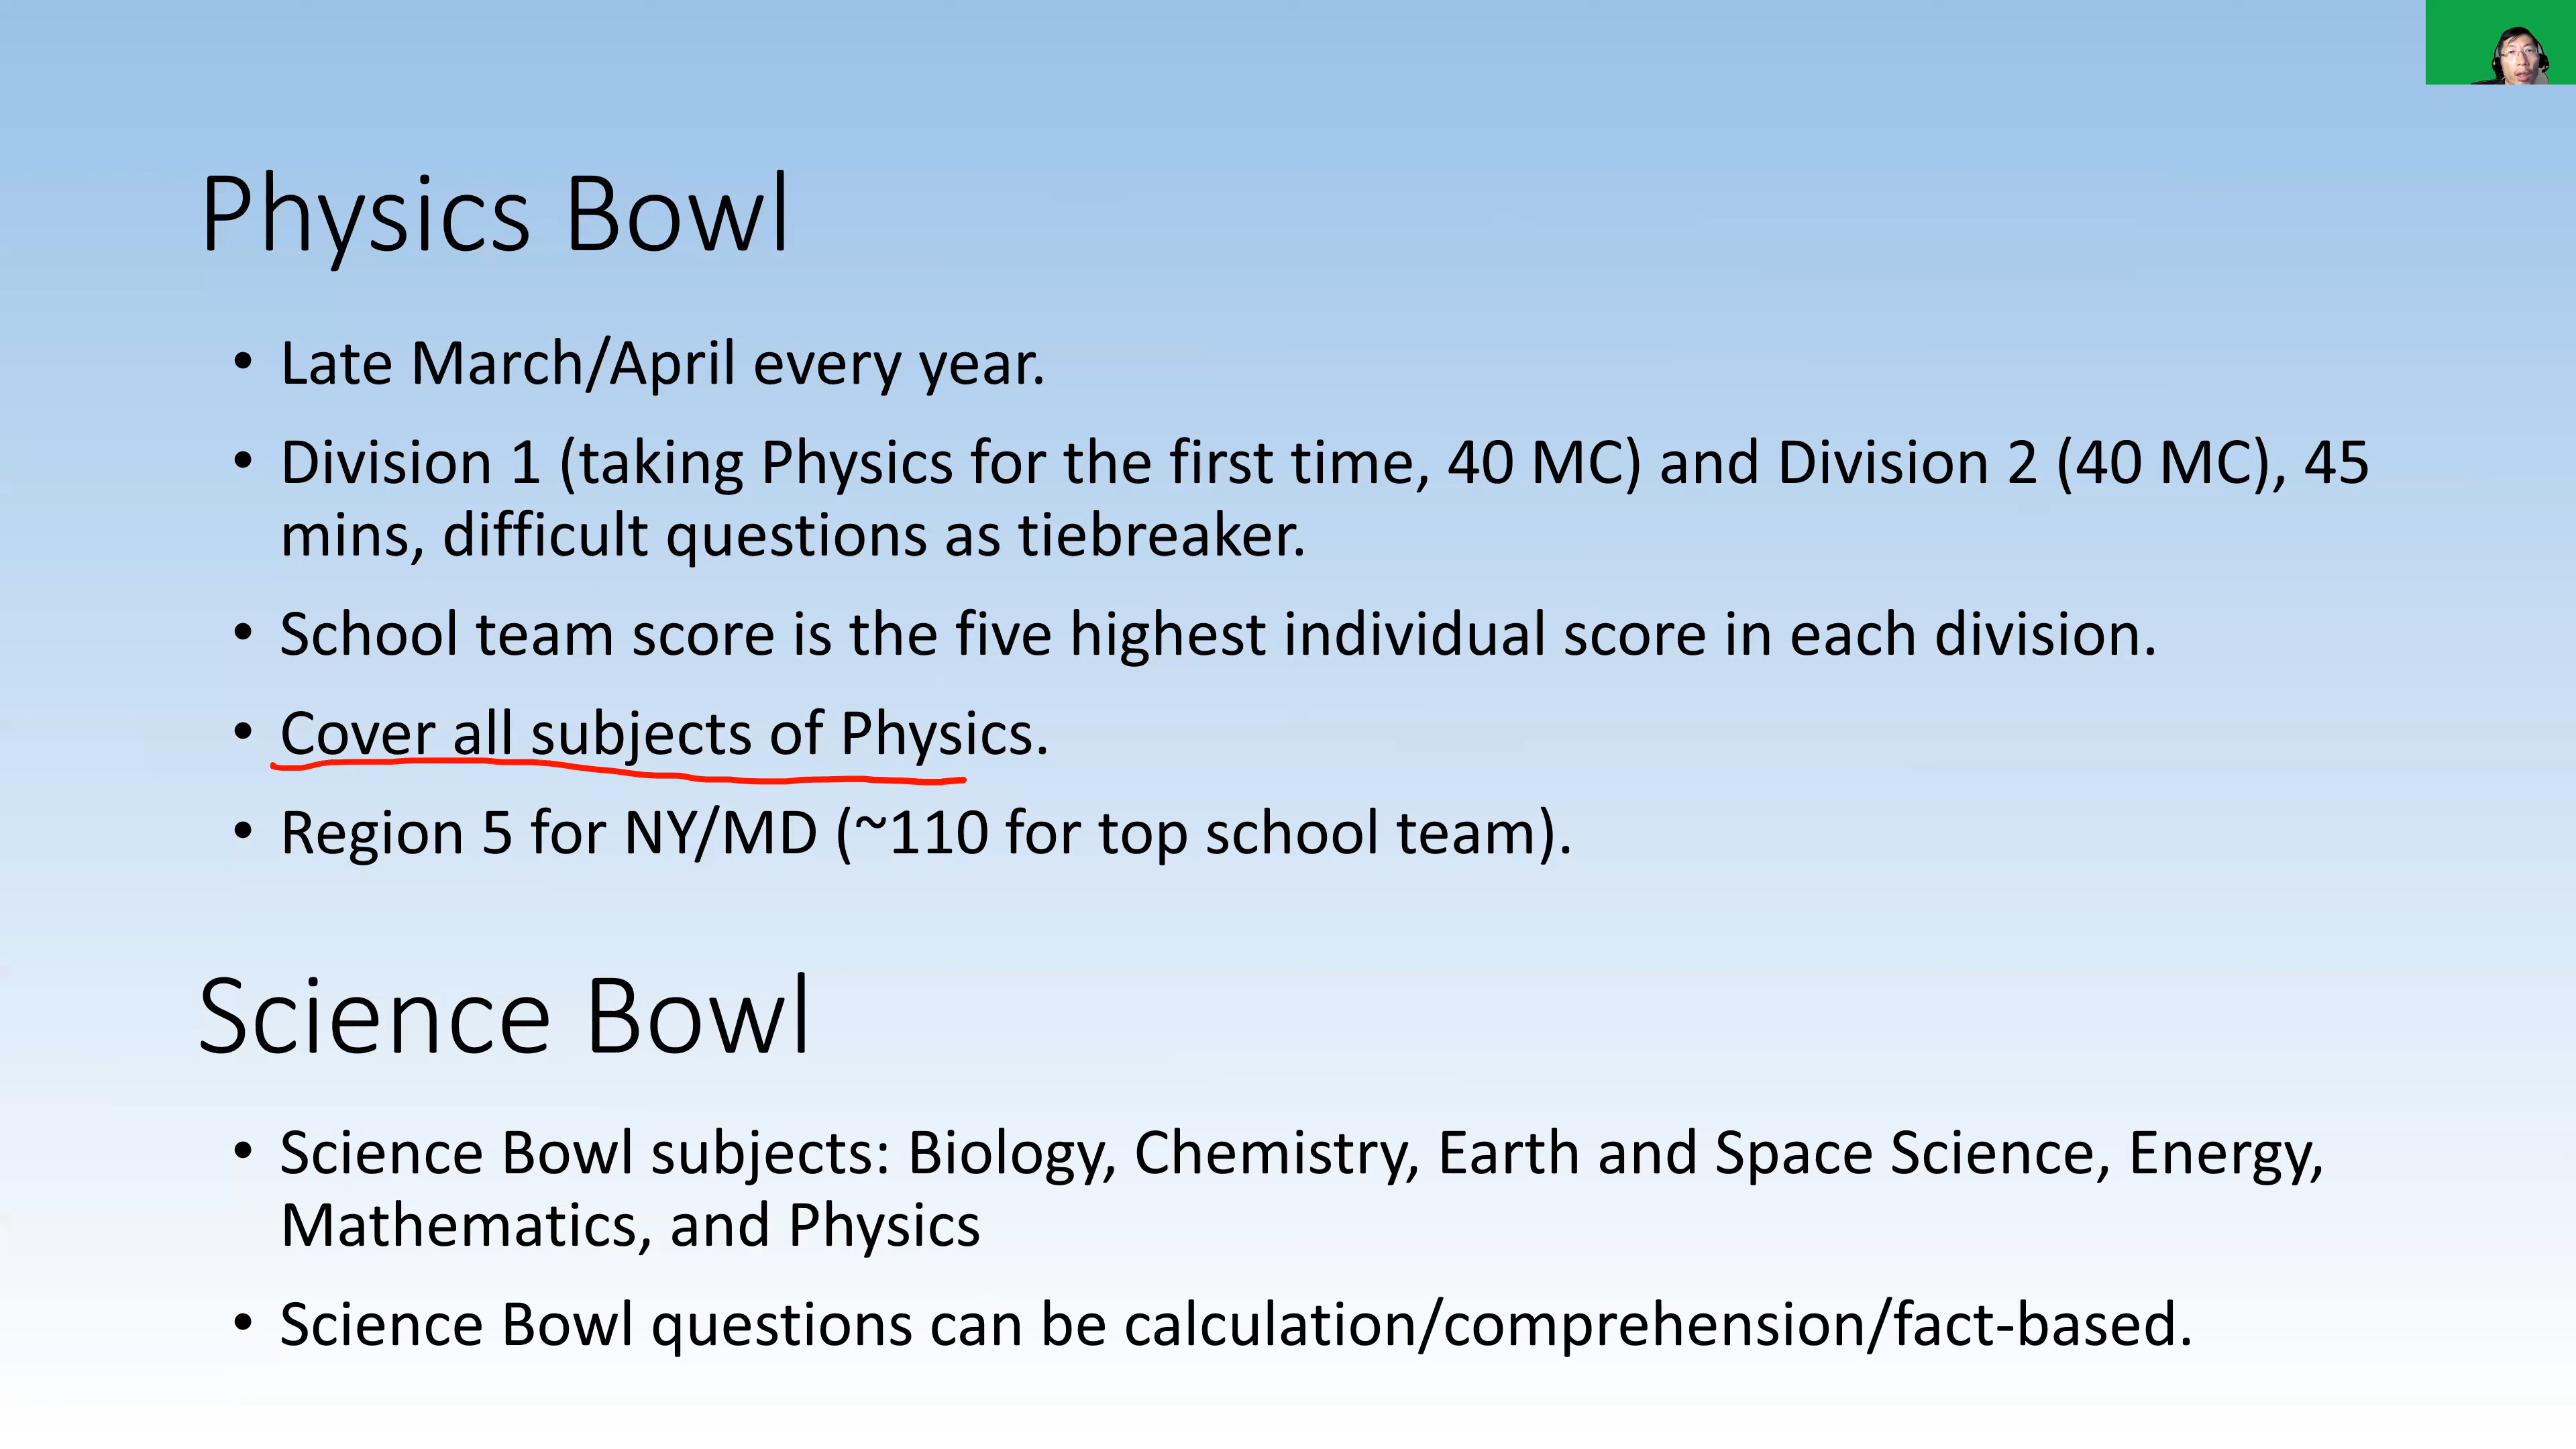 Physics Bowl
• Late March/April every year.
• Division 1 (taking Physics for the first time, 40 MC) and Division 2 (40 MC), 45
mins, difficult questions as tiebreaker.
• School team score is the five highest individual score in each division.
• Cover all subjects of Physics.
• Region 5 for NY/MD (~110 for top school team).
Science Bowl
• Science Bowl subjects: Biology, Chemistry, Earth and Space Science, Energy,
Mathematics, and Physics
• Science Bowl questions can be calculation/comprehension/fact-based.